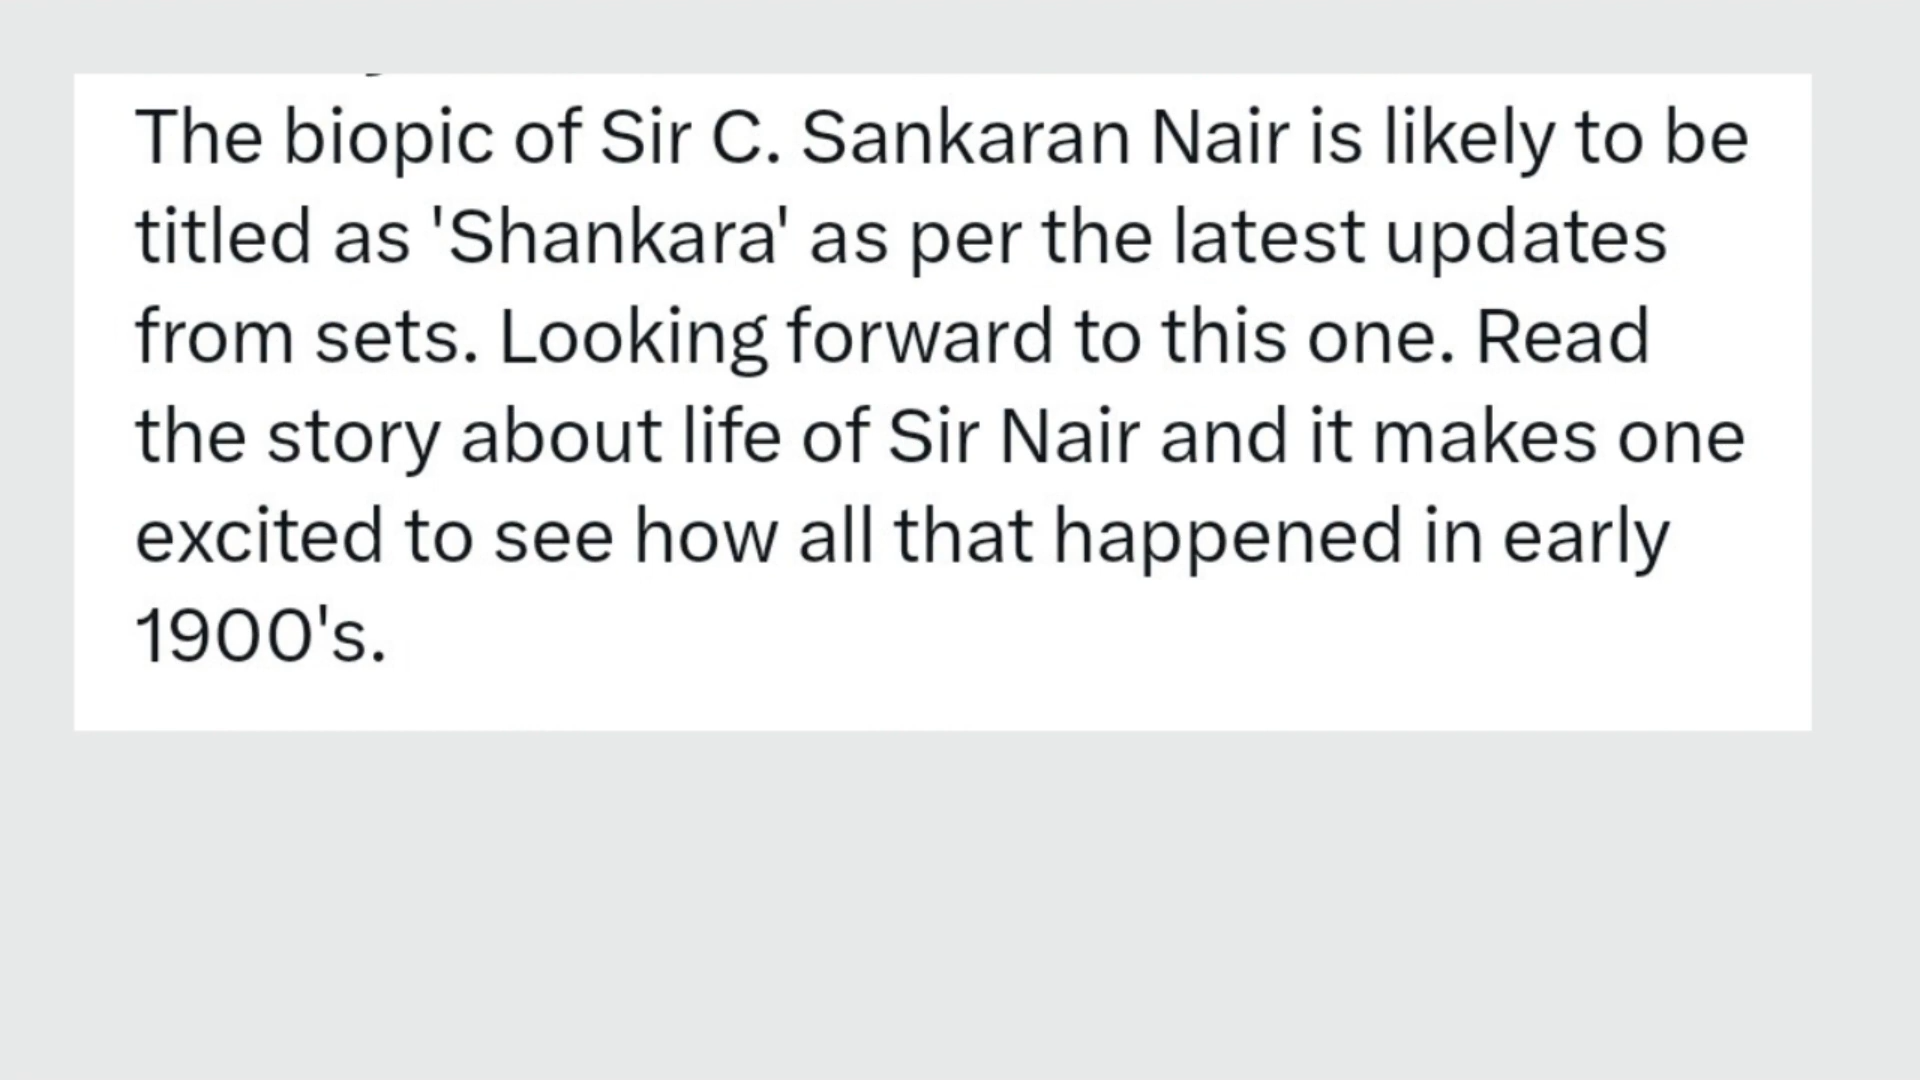 The biopic of Sir C. Sankaran Nair is likely to be
titled as 'Shankara' as per the latest updates
from sets. Looking forward to this one. Read
the story about life of Sir Nair and it makes one
excited to see how all that happened in early
1900's.